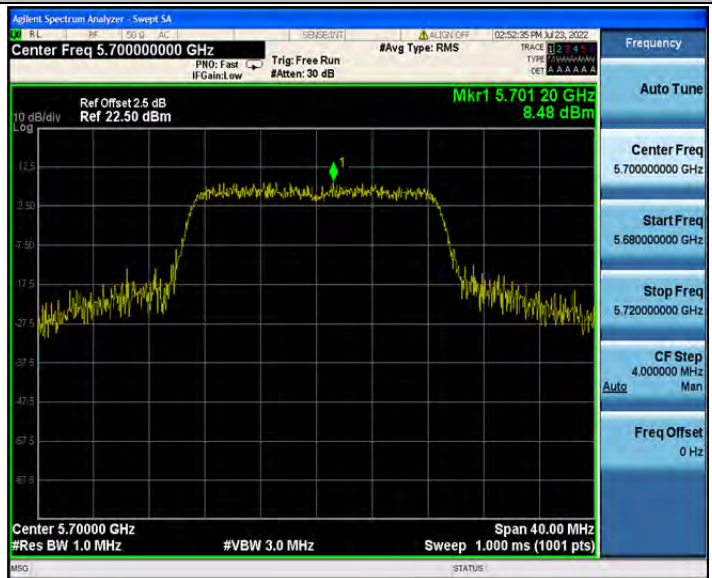 Agilent Spectrum Analyzer - Swept SA
RL RF 50 Ω AC SENSE:INT ALIGN OFF 02:52:35 PM Jul 23, 2022
Center Freq 5.700000000 GHz
#Avg Type: RMS
TRACE 1 2 3 4 5 6
PNO: Fast Trig: Free Run
TYPE
IFGain:Low #Atten: 30 dB
DET A A A A A A
Frequency
Mkr1 5.701 20 GHz
8.48 dBm
Ref Offset 2.5 dB
10 dB/div Ref 22.50 dBm
Log
1
12.5
2.50
-7.50
-17.5
-27.5
-37.5
-47.5
-57.5
-67.5
Center 5.70000 GHz Span 40.00 MHz
#Res BW 1.0 MHz #VBW 3.0 MHz Sweep 1.000 ms (1001 pts)
MSG STATUS
Auto Tune
Center Freq
5.700000000 GHz
Start Freq
5.680000000 GHz
Stop Freq
5.720000000 GHz
CF Step
4.000000 MHz
Auto Man
Freq Offset
0 Hz